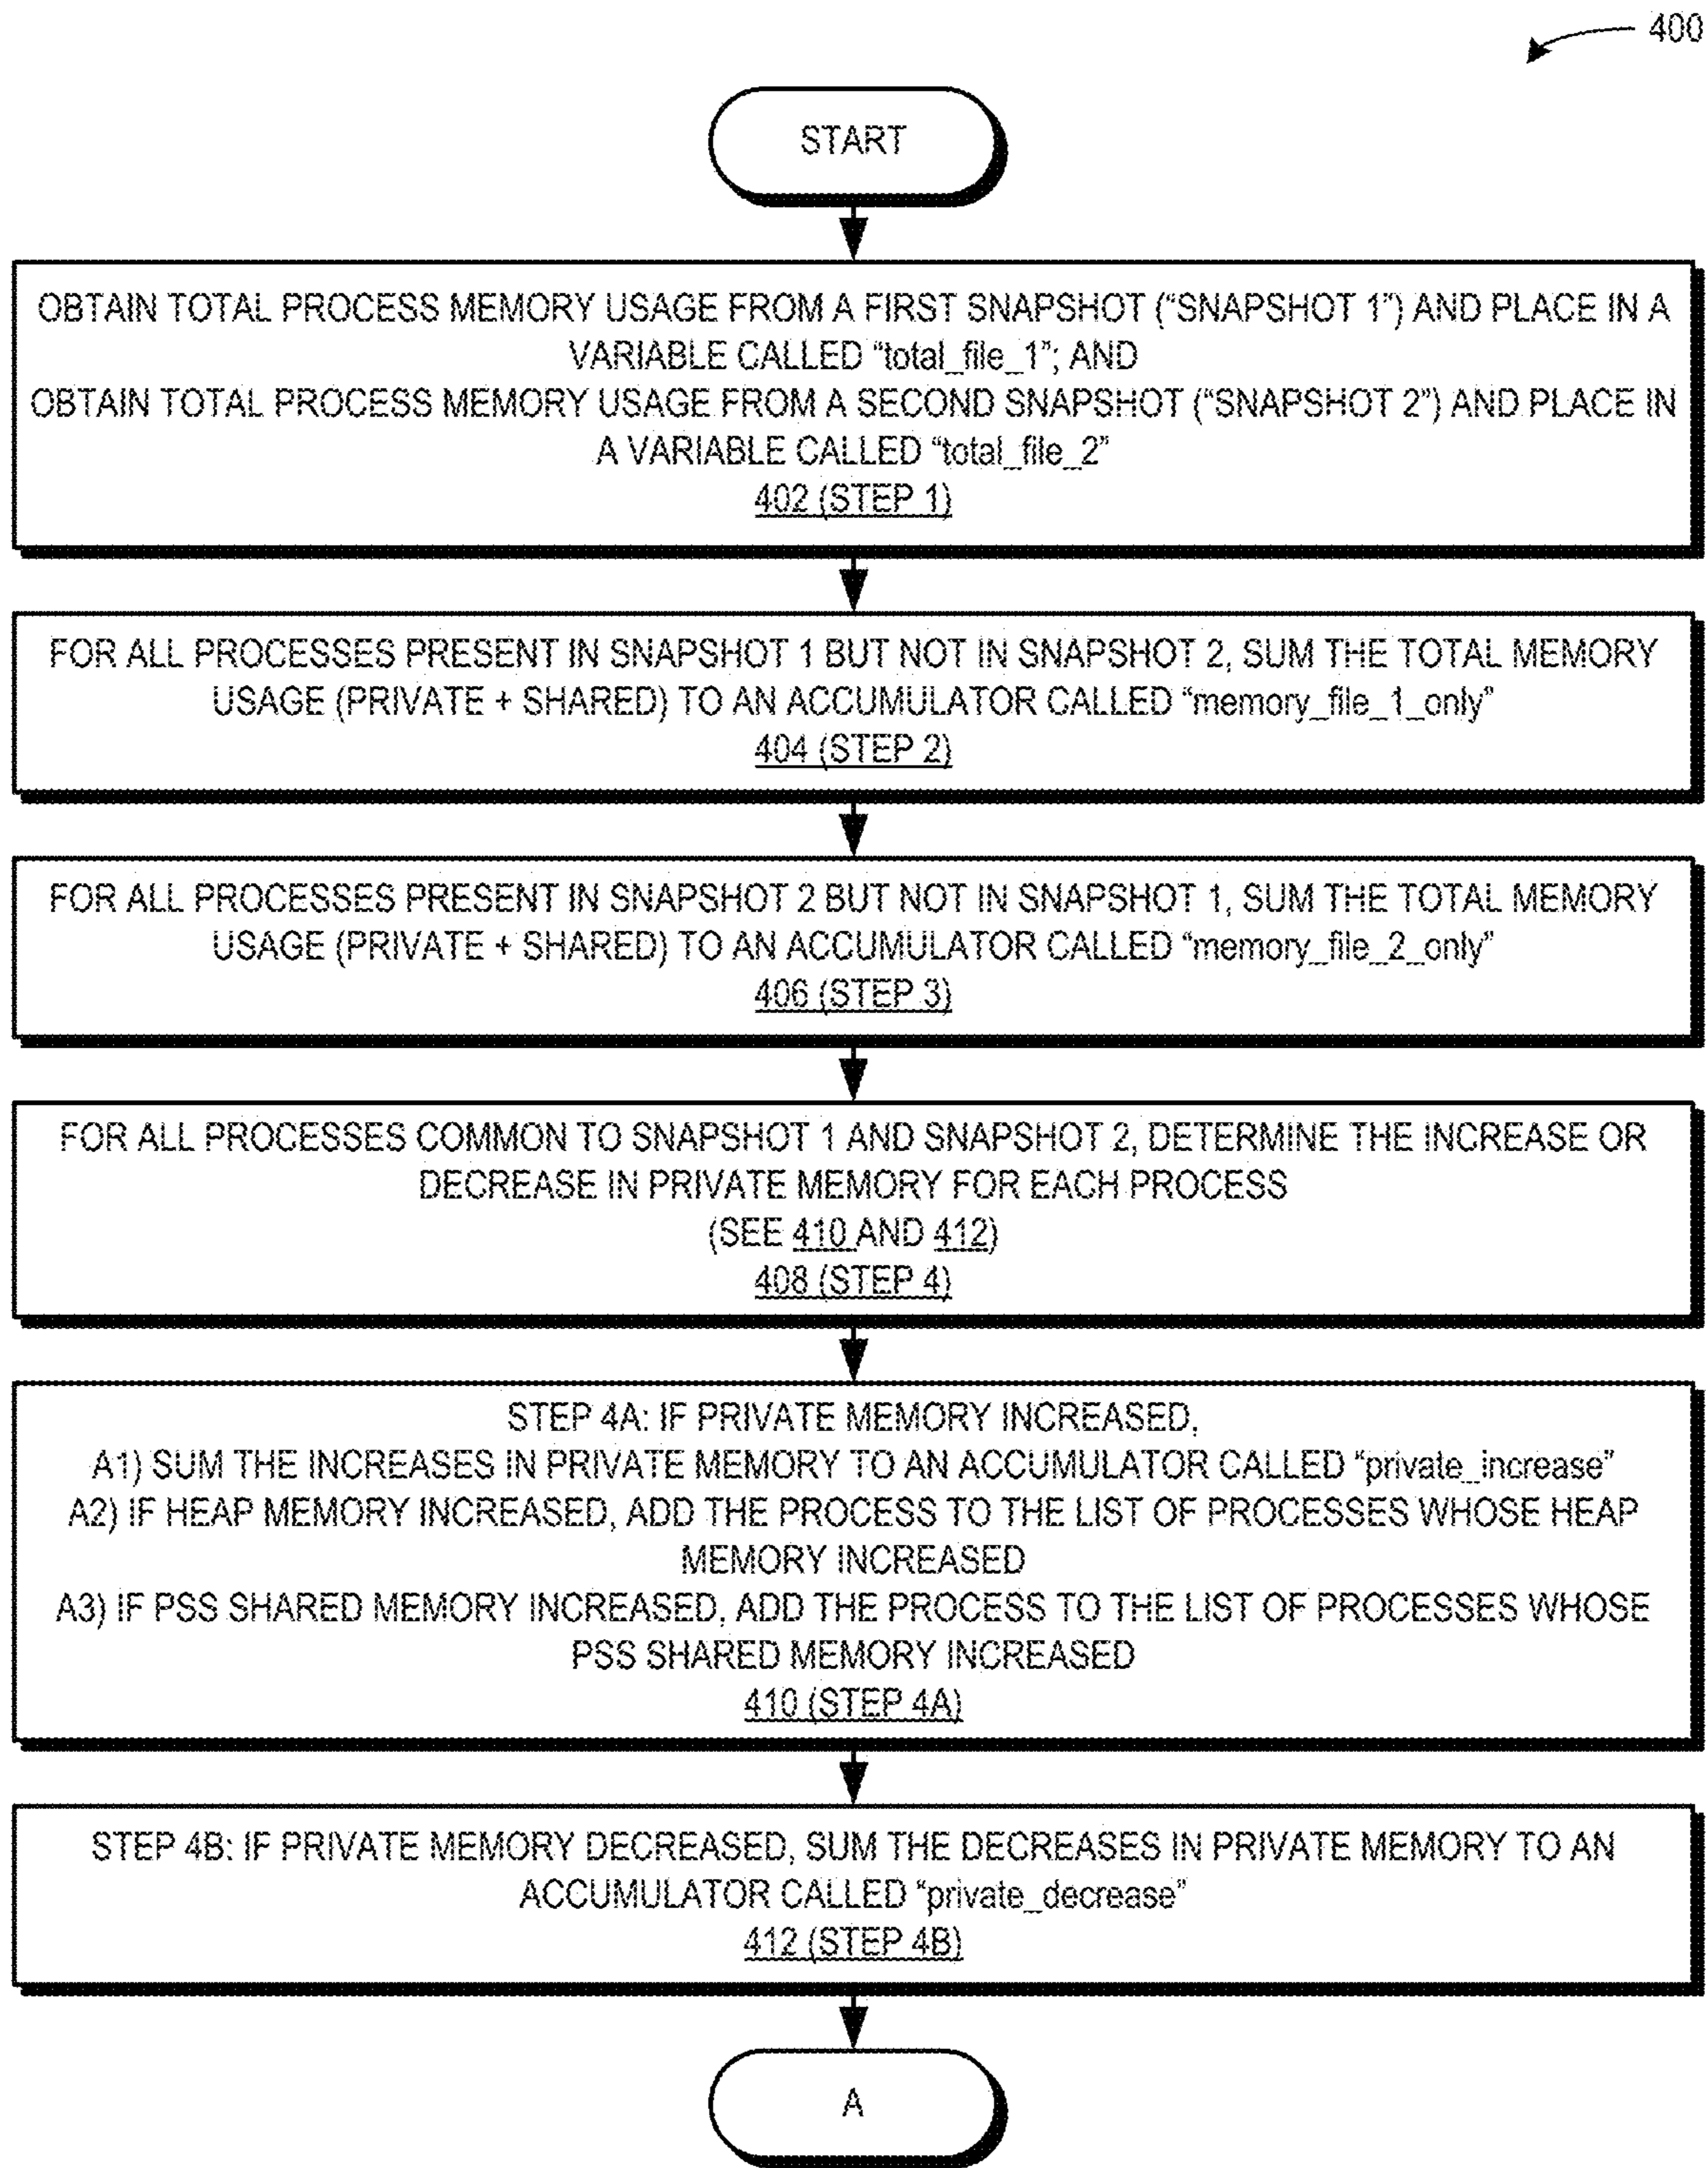 400
START
OBTAIN TOTAL PROCESS MEMORY USAGE FROM A FIRST SNAPSHOT (“SNAPSHOT 1”) AND PLACE IN A
VARIABLE CALLED “total_file_1”; AND
OBTAIN TOTAL PROCESS MEMORY USAGE FROM A SECOND SNAPSHOT (“SNAPSHOT 2”) AND PLACE IN
A VARIABLE CALLED “total_file_2”
402 (STEP 1)
FOR ALL PROCESSES PRESENT IN SNAPSHOT 1 BUT NOT IN SNAPSHOT 2, SUM THE TOTAL MEMORY
USAGE (PRIVATE + SHARED) TO AN ACCUMULATOR CALLED “memory_file_1_only”
404 (STEP 2)
FOR ALL PROCESSES PRESENT IN SNAPSHOT 2 BUT NOT IN SNAPSHOT 1, SUM THE TOTAL MEMORY
USAGE (PRIVATE + SHARED) TO AN ACCUMULATOR CALLED “memory_file_2_only”
406 (STEP 3)
FOR ALL PROCESSES COMMON TO SNAPSHOT 1 AND SNAPSHOT 2, DETERMINE THE INCREASE OR
DECREASE IN PRIVATE MEMORY FOR EACH PROCESS
(SEE 410 AND 412)
408 (STEP 4)
STEP 4A: IF PRIVATE MEMORY INCREASED,
A1) SUM THE INCREASES IN PRIVATE MEMORY TO AN ACCUMULATOR CALLED “private_increase”
A2) IF HEAP MEMORY INCREASED, ADD THE PROCESS TO THE LIST OF PROCESSES WHOSE HEAP
MEMORY INCREASED
A3) IF PSS SHARED MEMORY INCREASED, ADD THE PROCESS TO THE LIST OF PROCESSES WHOSE
PSS SHARED MEMORY INCREASED
410 (STEP 4A)
STEP 4B: IF PRIVATE MEMORY DECREASED, SUM THE DECREASES IN PRIVATE MEMORY TO AN
ACCUMULATOR CALLED “private_decrease”
412 (STEP 4B)
A